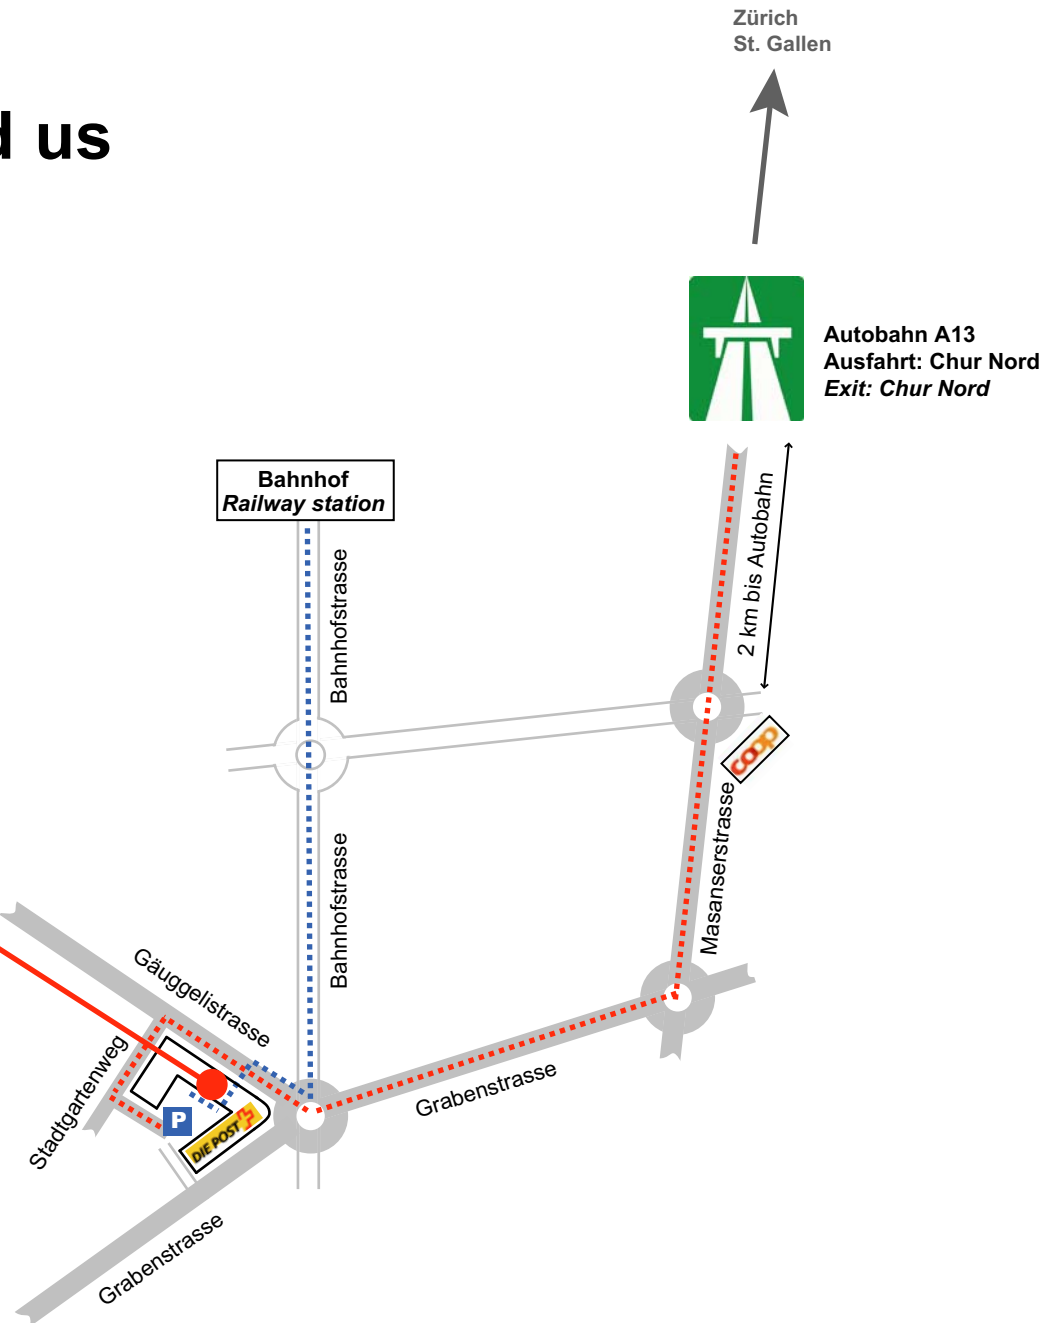 Zürich
St. Gallen
d us
Autobahn A13
Ausfahrt: Chur Nord
Exit: Chur Nord
Bahnhof
Railway station
2 km bis Autobahn
Bahnhofstrasse
coop
Masanserstrasse
Bahnhofstrasse
Gäuggelistrasse
Stadtgartenweg
Grabenstrasse
P
DIE POST
Grabenstrasse